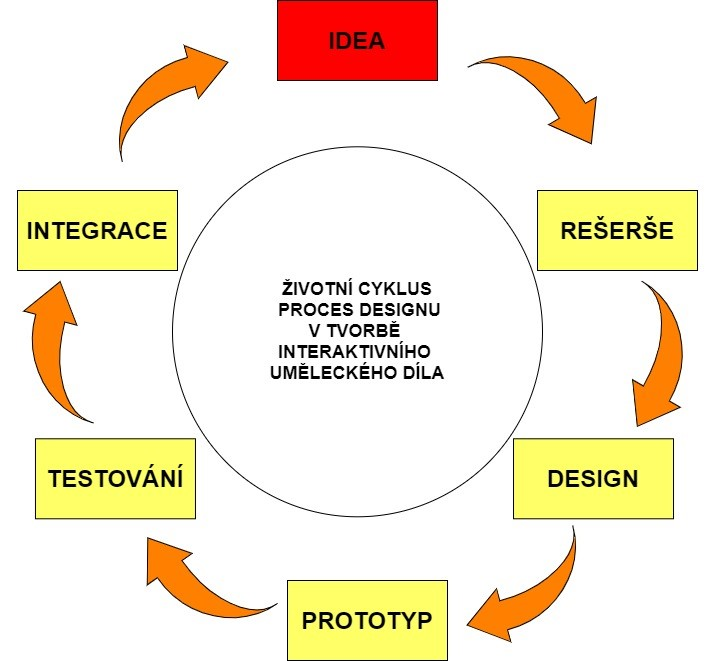 IDEA
REŠERŠE
DESIGN
PROTOTYP
TESTOVÁNÍ
INTEGRACE
ŽIVOTNÍ CYKLUS
PROCES DESIGNU
V TVORBĚ
INTERAKTIVNÍHO
UMĚLECKÉHO DÍLA